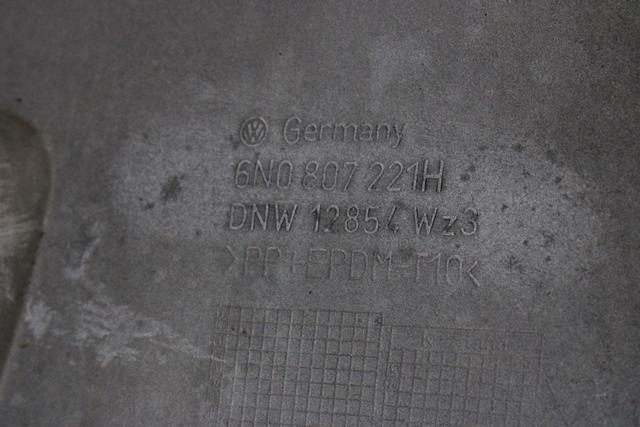 Germany
6N0 807 221H
DNW 12854 Wz3
>PP+EPDM-T10<